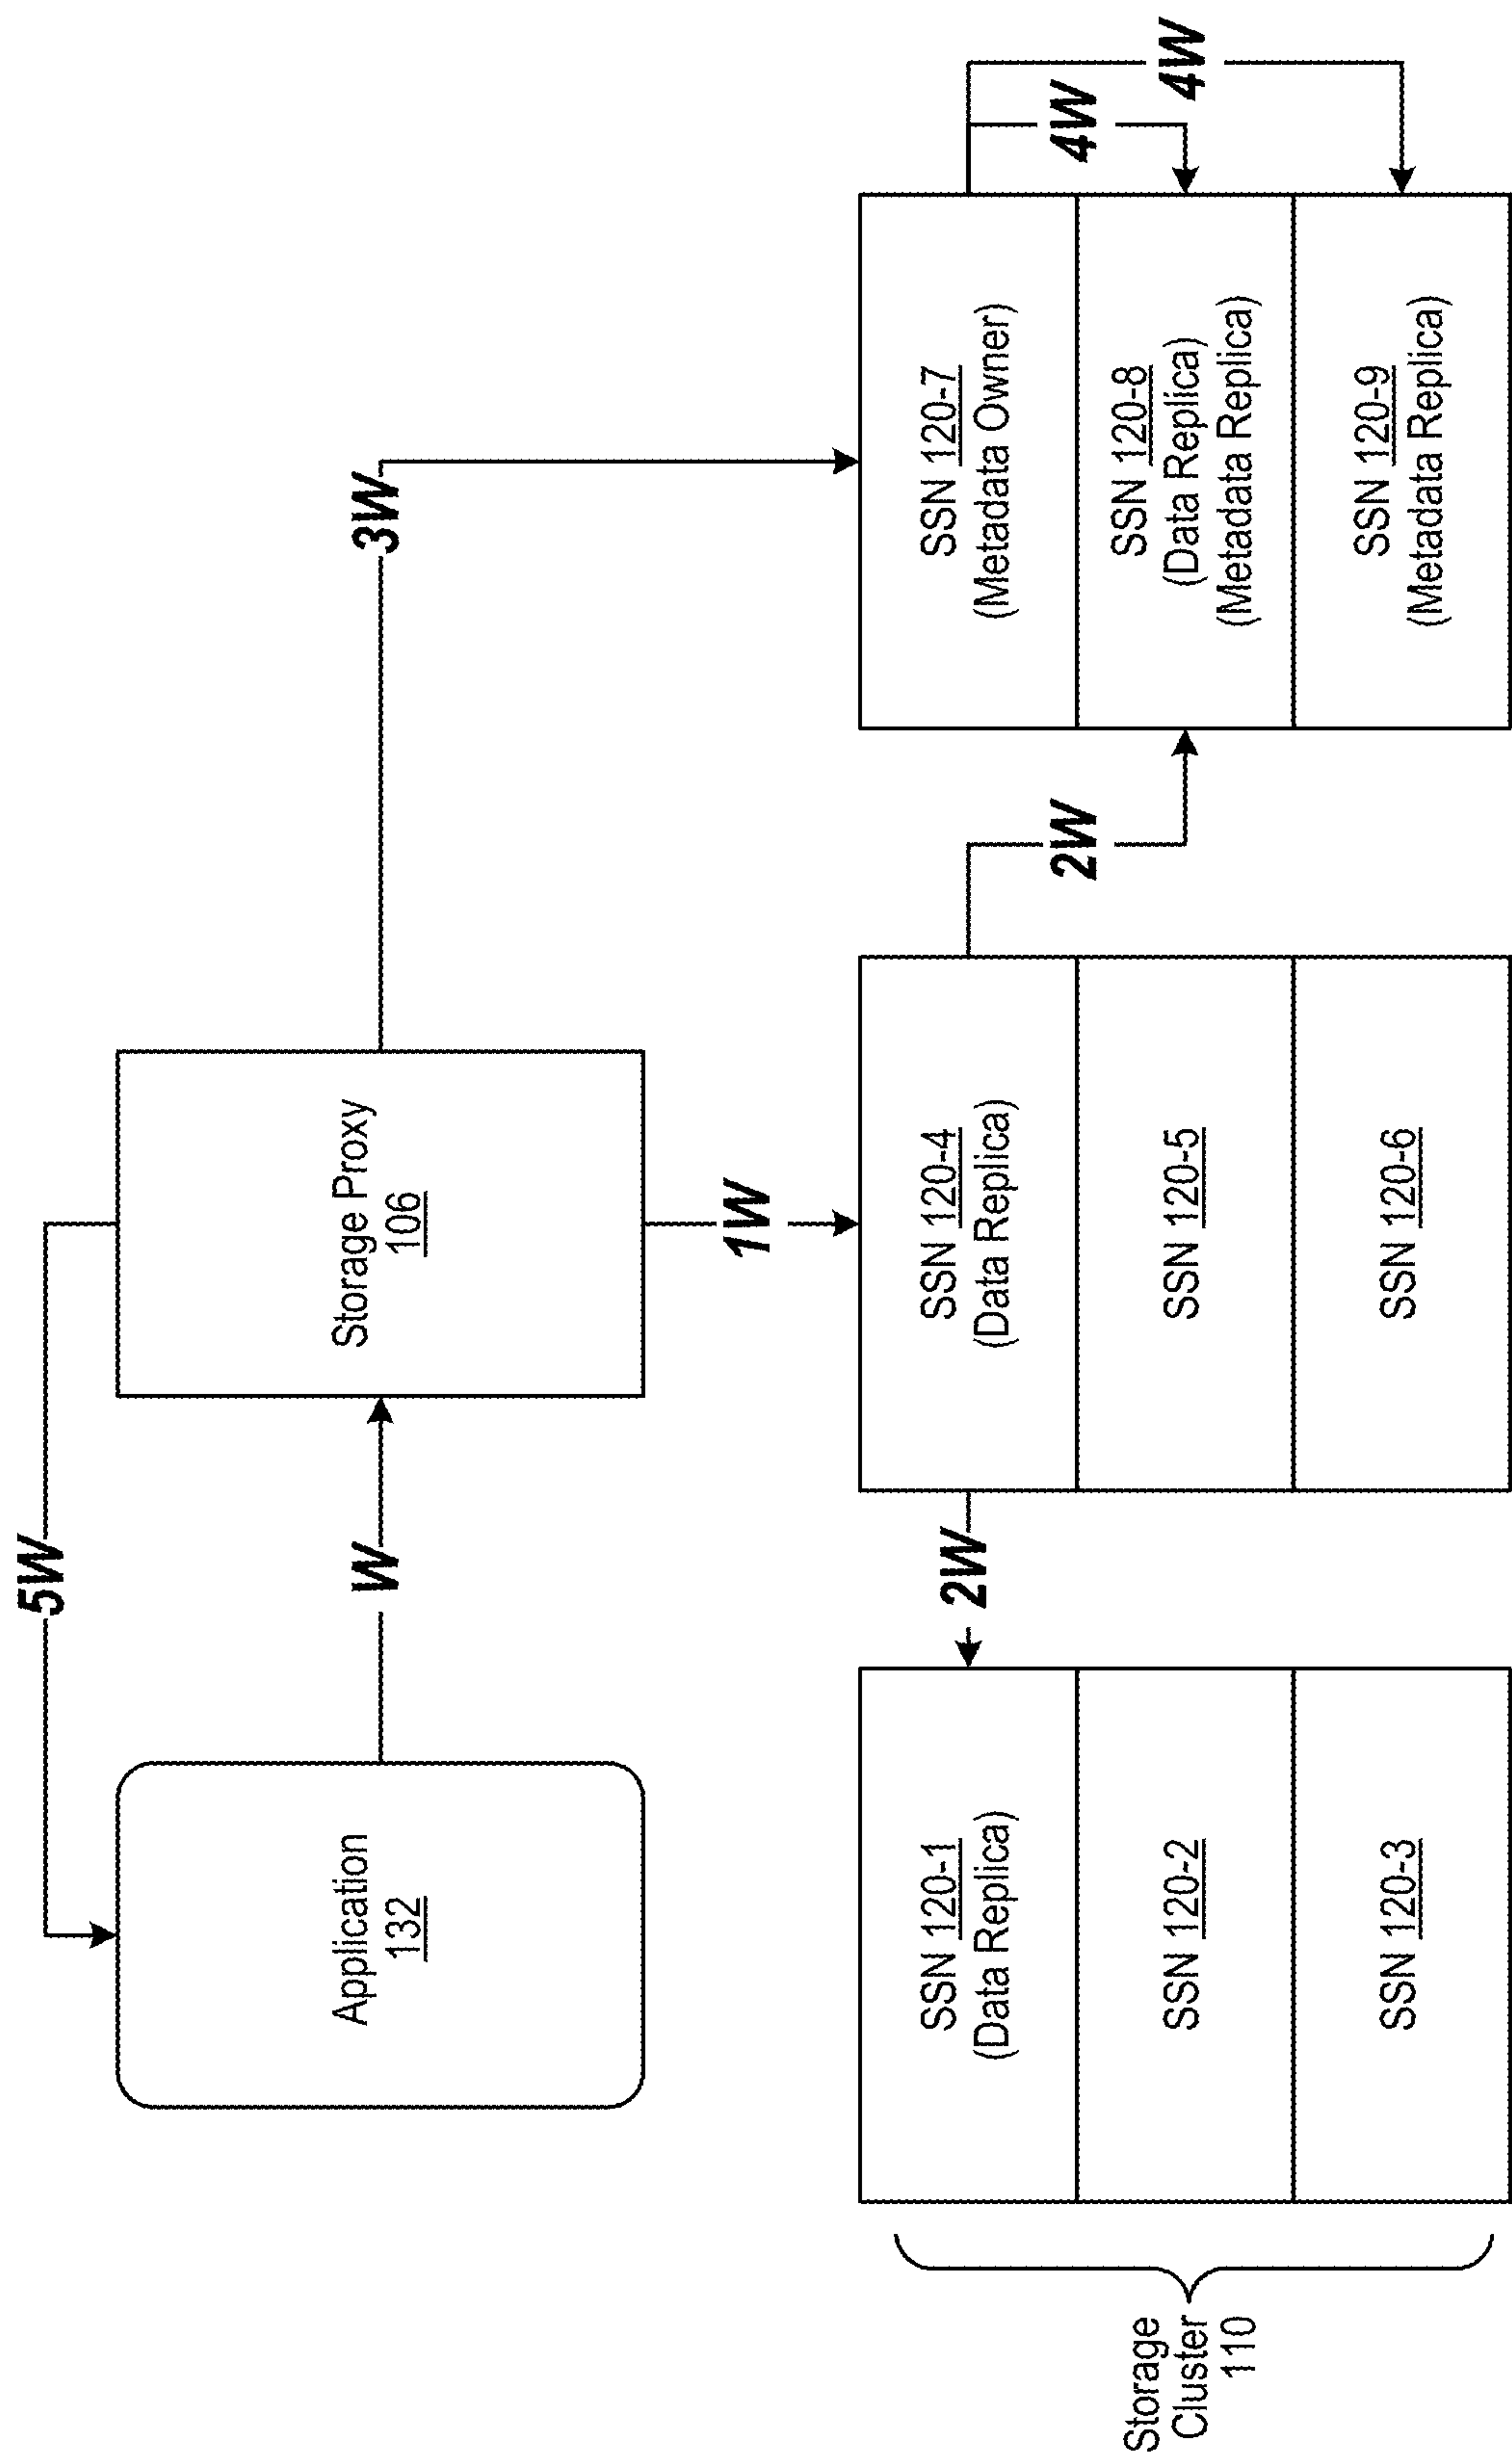 5W
Application
132
W
Storage Proxy
106
3W
1W
Storage
Cluster
110
SSN 120-1
(Data Replica)
SSN 120-2
SSN 120-3
2W
SSN 120-4
(Data Replica)
SSN 120-5
SSN 120-6
2W
SSN 120-7
(Metadata Owner)
SSN 120-8
(Data Replica)
(Metadata Replica)
SSN 120-9
(Metadata Replica)
4W
4W